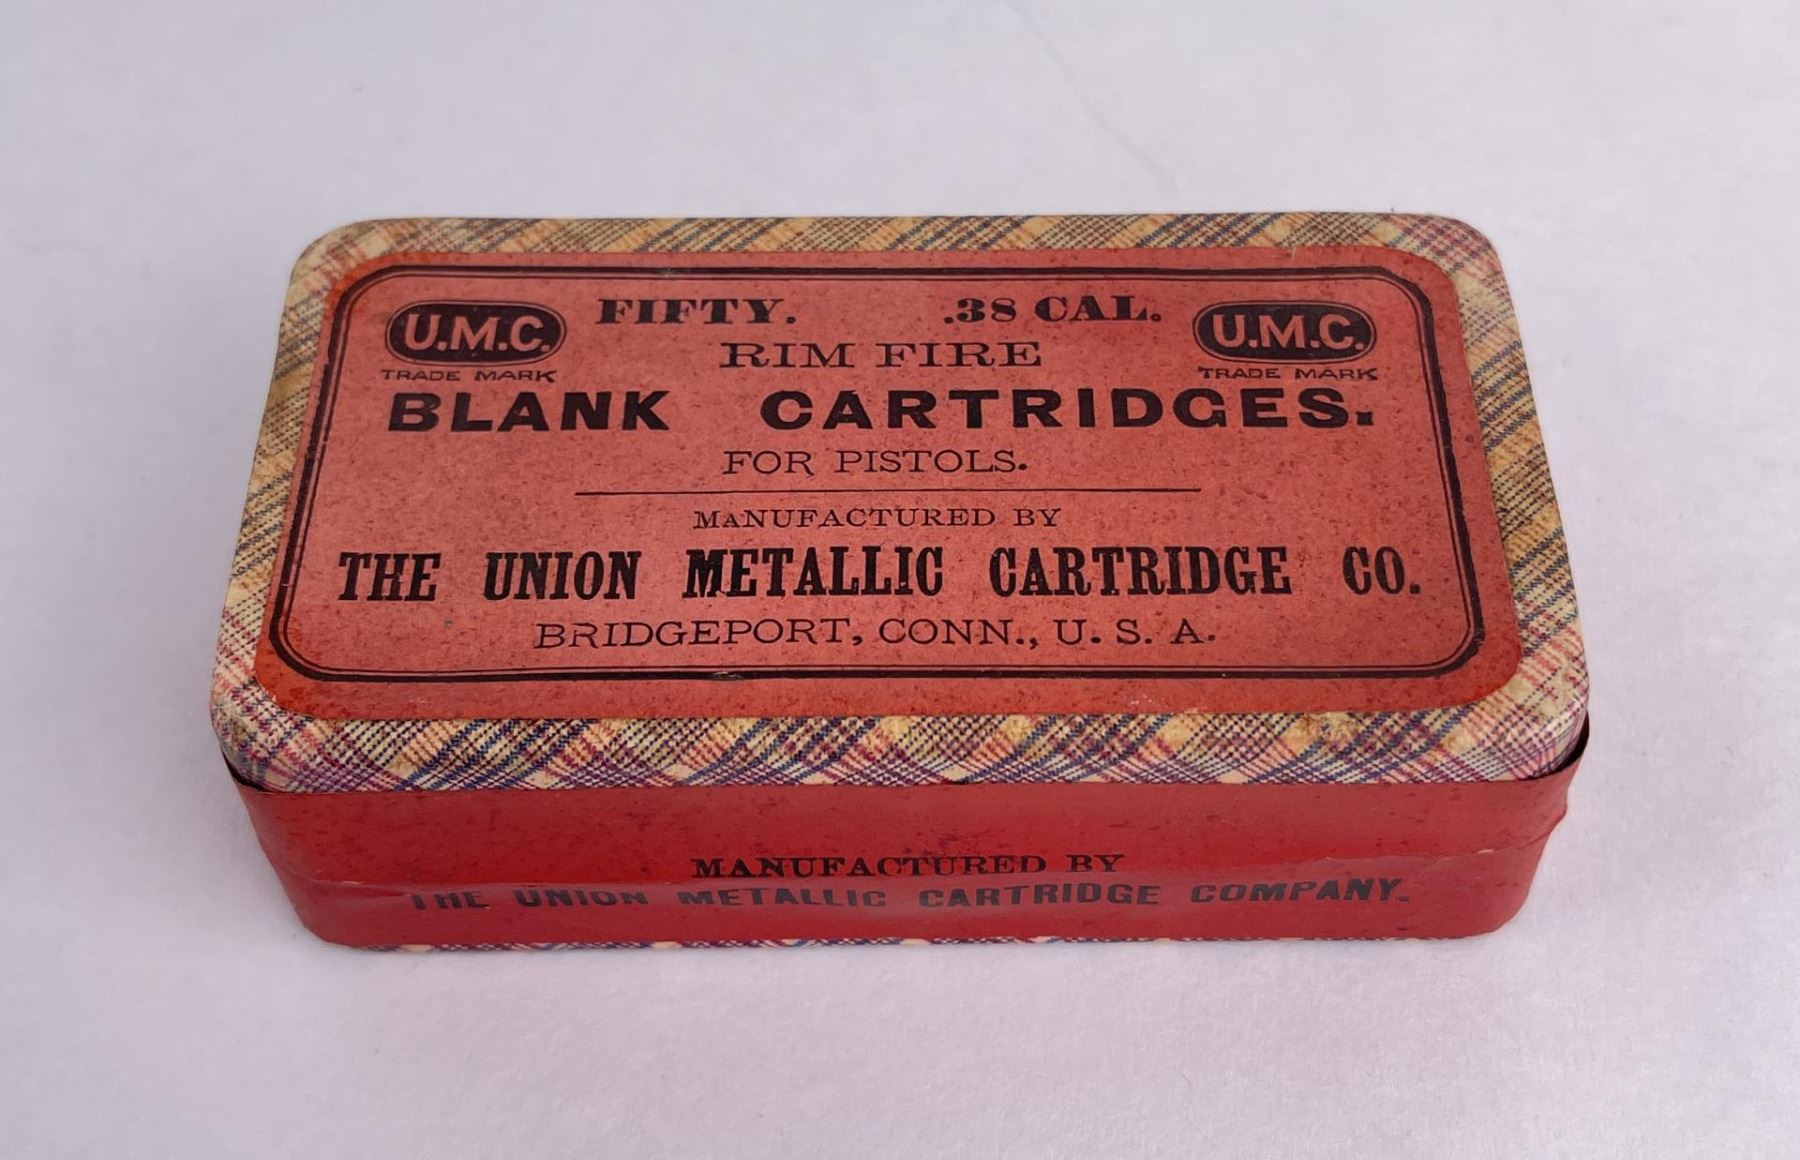 FIFTY. .38 CAL.
U.M.C. U.M.C.
TRADE MARK TRADE MARK
RIM FIRE
BLANK CARTRIDGES.
FOR PISTOLS.
MANUFACTURED BY
THE UNION METALLIC CARTRIDGE CO.
BRIDGEPORT, CONN., U. S. A.
MANUFACTURED BY
THE UNION METALLIC CARTRIDGE COMPANY.